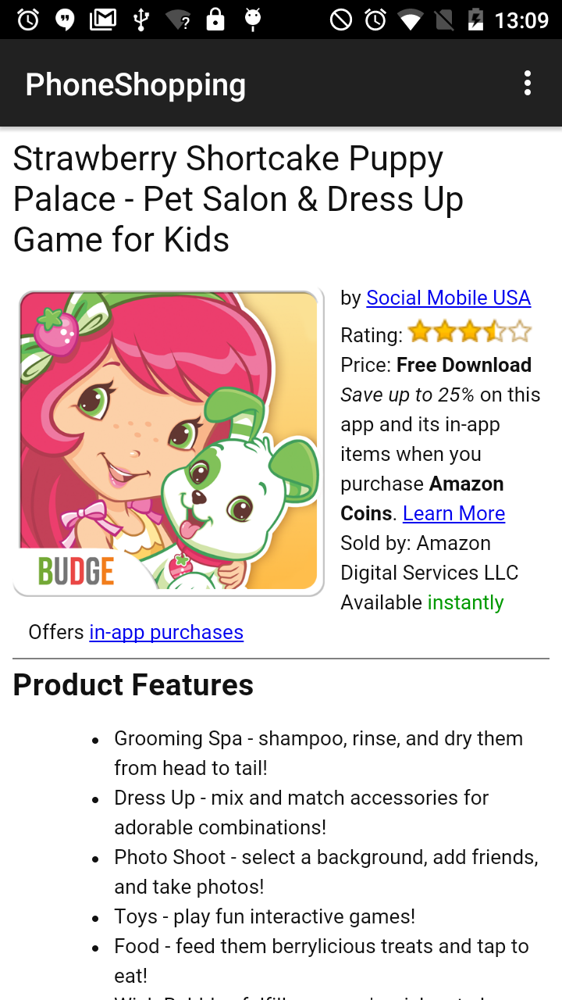 13:09
PhoneShopping
Strawberry Shortcake Puppy
Palace - Pet Salon & Dress Up
Game for Kids
by Social Mobile USA
Rating:
Price: Free Download
Save up to 25% on this
app and its in-app
items when you
purchase Amazon
Coins. Learn More
Sold by: Amazon
Digital Services LLC
Available instantly
BUDGE
Offers in-app purchases
Product Features
• Grooming Spa - shampoo, rinse, and dry them
from head to tail!
• Dress Up - mix and match accessories for
adorable combinations!
• Photo Shoot - select a background, add friends,
and take photos!
• Toys - play fun interactive games!
• Food - feed them berrylicious treats and tap to
eat!